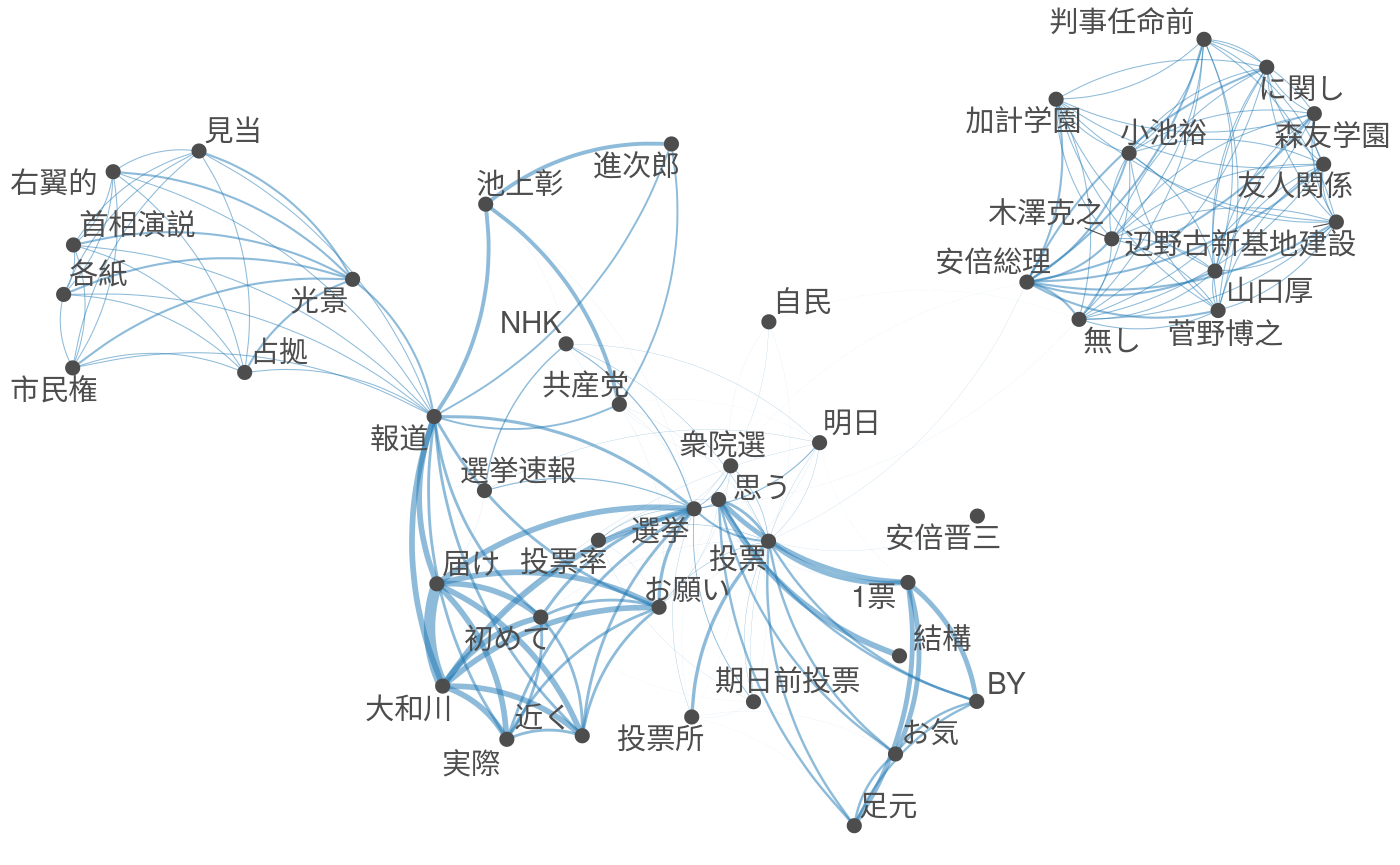 判事任命前
に関し
加計学園
小池裕
森友学園
見当
進次郎
右翼的
池上彰
友人関係
首相演説
木澤克之
辺野古新基地建設
各紙
安倍総理
光景
自民
山口厚
NHK
無し
菅野博之
占拠
市民権
共産党
明日
報道
衆院選
選挙速報
思う
選挙
安倍晋三
届け
投票率
投票
お願い
1票
初めて
結構
期日前投票
BY
大和川
近く
投票所
お気
実際
足元